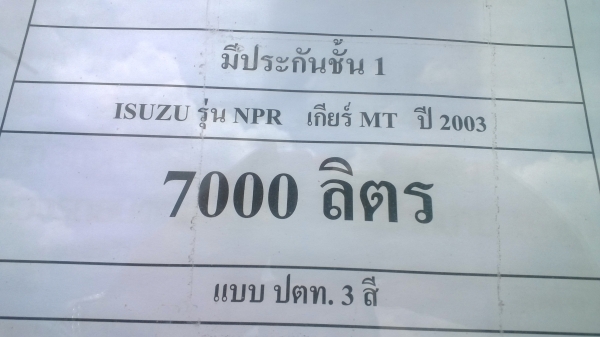 มีประกันชั้น 1
ISUZU รุ่น NPR เกียร์ MT ปี 2003
7000 ลิตร
แบบ ปตท. 3 สี